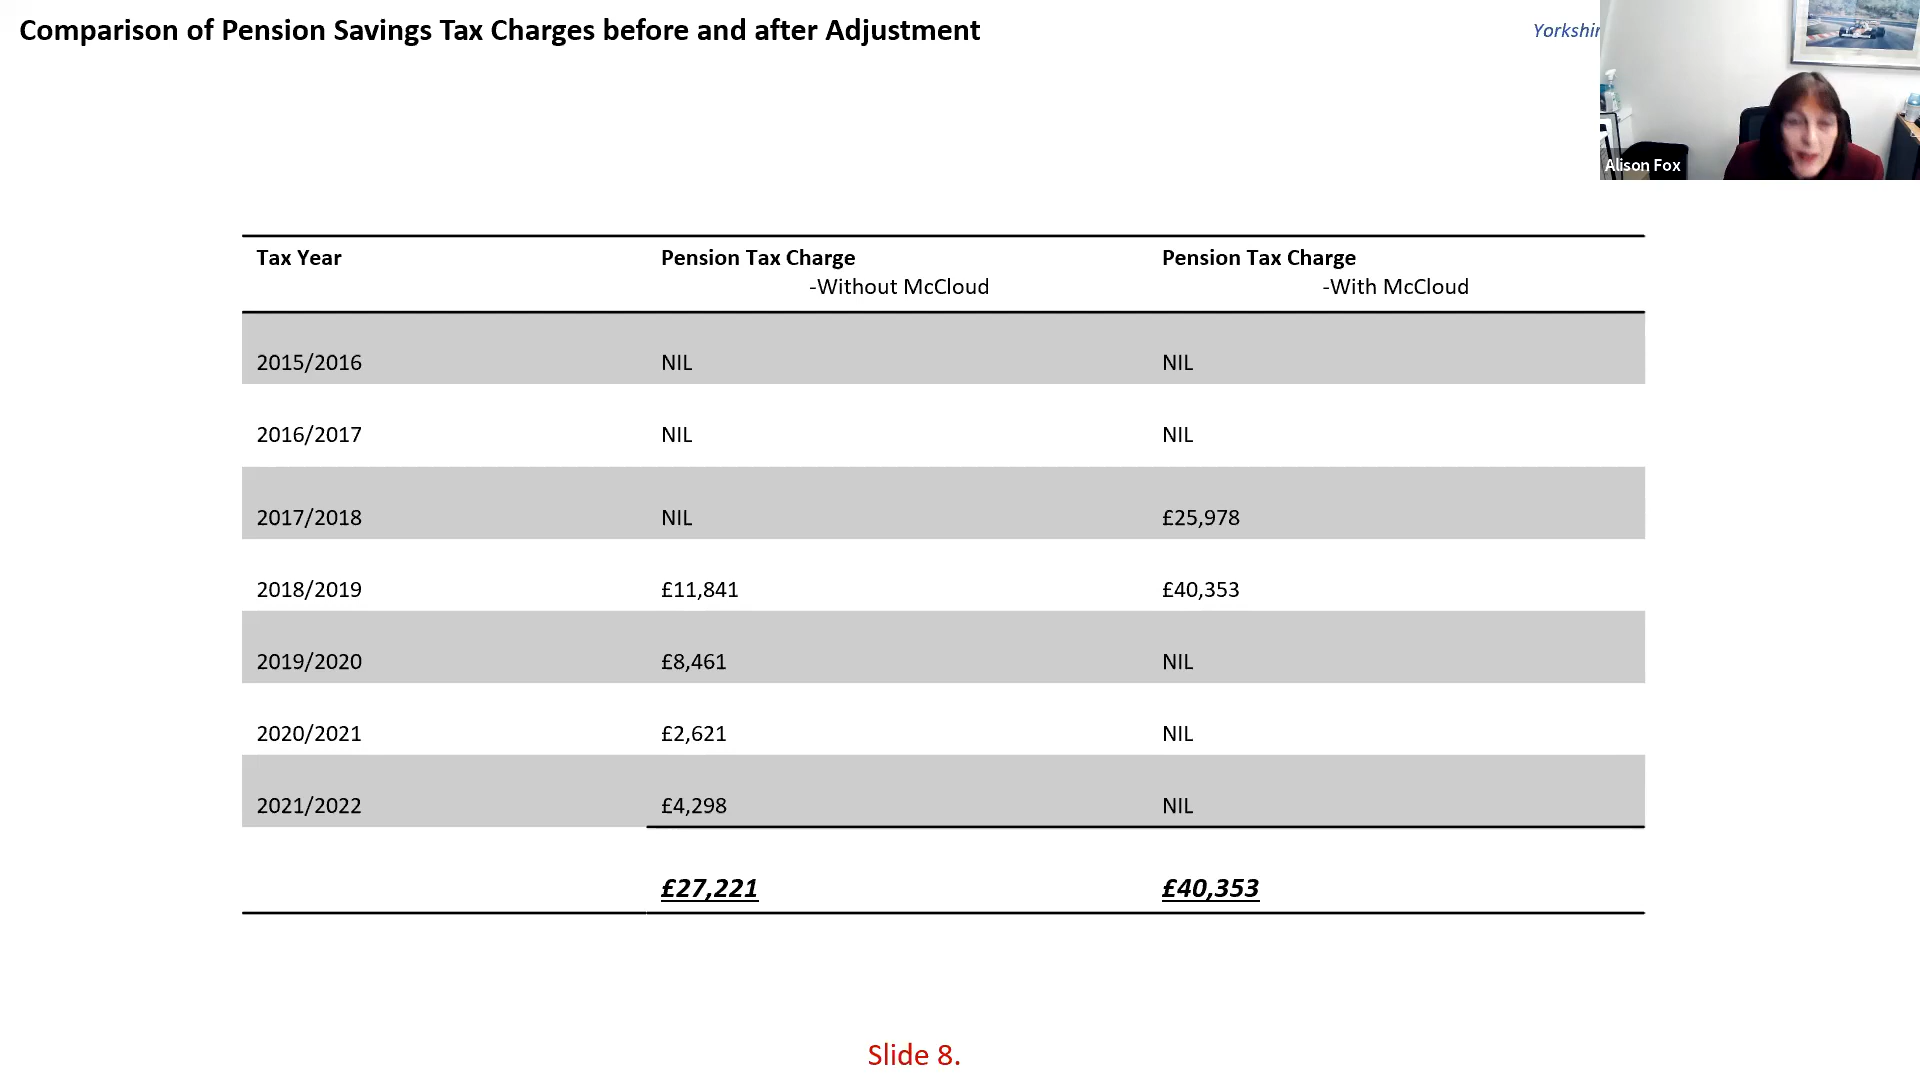 Comparison of Pension Savings Tax Charges before and after Adjustment
Alison Fox
Tax Year Pension Tax Charge Pension Tax Charge
-Without McCloud -With McCloud
2015/2016 NIL NIL
2016/2017 NIL NIL
2017/2018 NIL £25,978
2018/2019 £11,841 £40,353
2019/2020 £8,461 NIL
2020/2021 £2,621 NIL
2021/2022 £4,298 NIL
£27,221 £40,353
Slide 8.